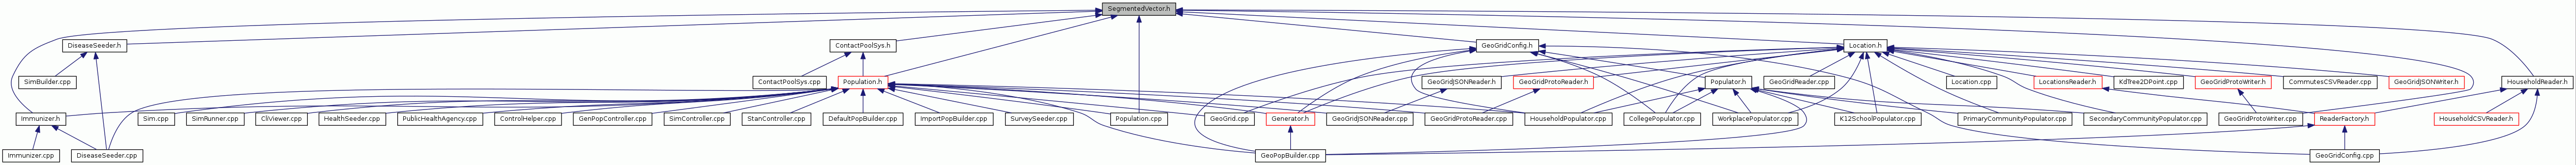 SegmentedVector.h
DiseaseSeeder.h
ContactPoolSys.h
GeoGridConfig.h
Location.h
SimBuilder.cpp
ContactPoolSys.cpp
Population.h
GeoGridJSONReader.h
GeoGridProtoReader.h
Populator.h
GeoGridReader.cpp
Location.cpp
LocationsReader.h
KdTree2DPoint.cpp
GeoGridProtoWriter.h
CommutesCSVReader.cpp
GeoGridJSONWriter.h
HouseholdReader.h
Immunizer.h
Sim.cpp
SimRunner.cpp
CliViewer.cpp
HealthSeeder.cpp
PublicHealthAgency.cpp
ControlHelper.cpp
GenPopController.cpp
SimController.cpp
StanController.cpp
DefaultPopBuilder.cpp
ImportPopBuilder.cpp
SurveySeeder.cpp
Population.cpp
GeoGrid.cpp
Generator.h
GeoGridJSONReader.cpp
GeoGridProtoReader.cpp
HouseholdPopulator.cpp
CollegePopulator.cpp
WorkplacePopulator.cpp
K12SchoolPopulator.cpp
PrimaryCommunityPopulator.cpp
SecondaryCommunityPopulator.cpp
GeoGridProtoWriter.cpp
ReaderFactory.h
HouseholdCSVReader.h
Immunizer.cpp
DiseaseSeeder.cpp
GeoPopBuilder.cpp
GeoGridConfig.cpp